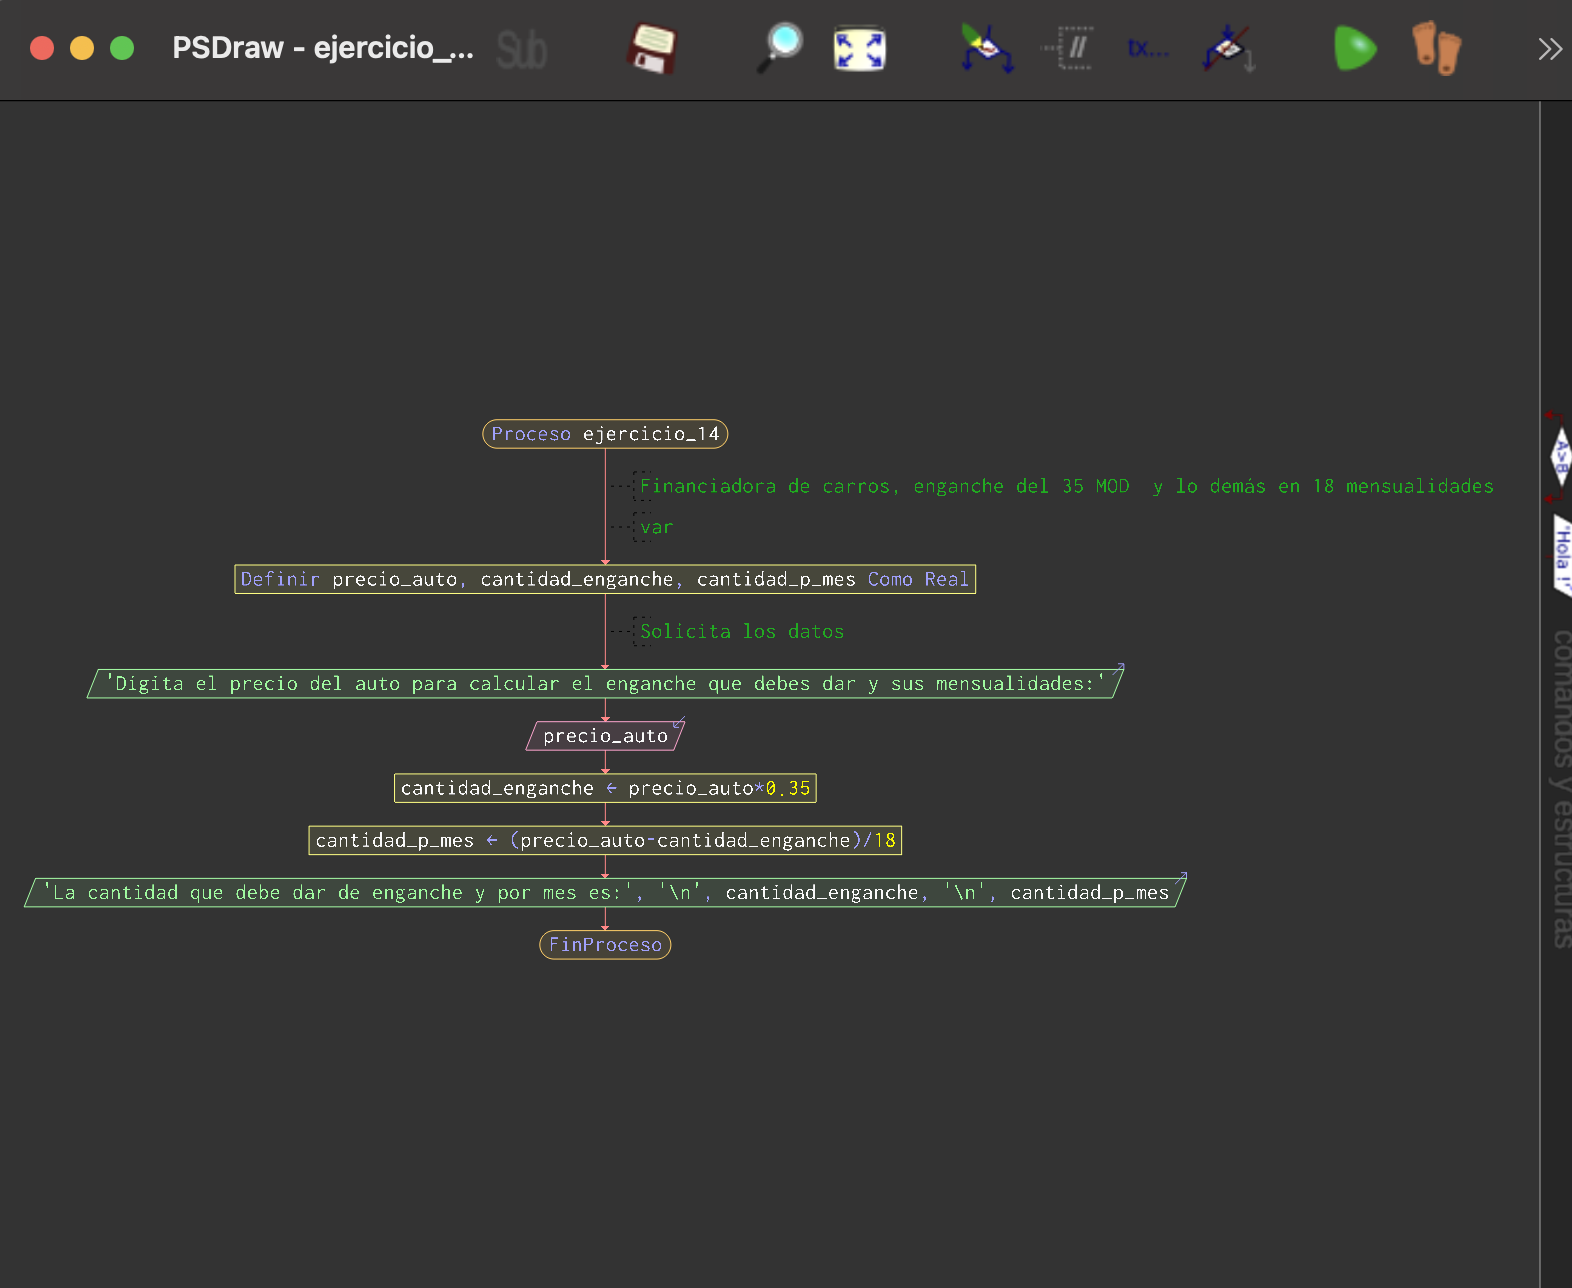 PSDraw - ejercicio_...
Sub
//
tx...
Proceso ejercicio_14
Financiadora de carros, enganche del 35 MOD  y lo demás en 18 mensualidades
var
Definir precio_auto, cantidad_enganche, cantidad_p_mes Como Real
Solicita los datos
'Digita el precio del auto para calcular el enganche que debes dar y sus mensualidades:'
precio_auto
cantidad_enganche ← precio_auto*0.35
cantidad_p_mes ← (precio_auto-cantidad_enganche)/18
'La cantidad que debe dar de enganche y por mes es:', '\n', cantidad_enganche, '\n', cantidad_p_mes
FinProceso
A>B
"Hola !"
comandos y estructuras